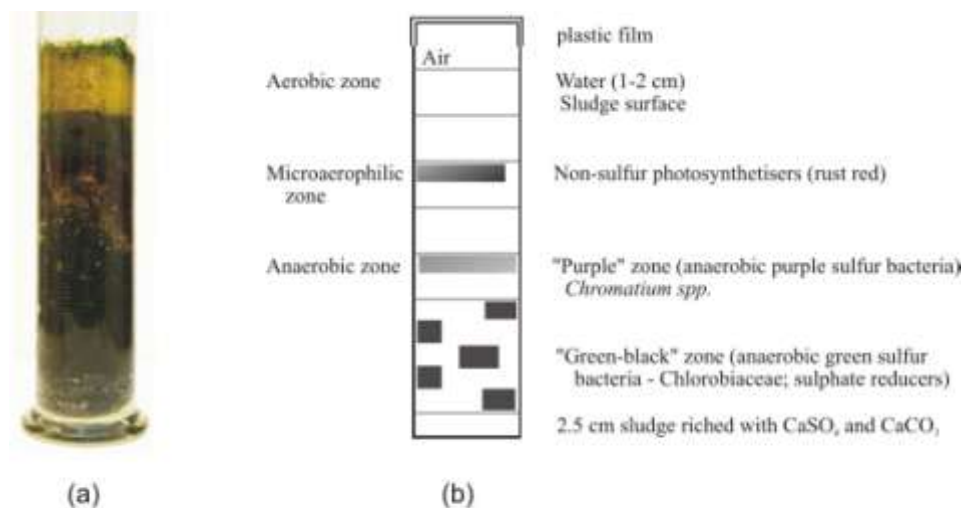 plastic film
Air
Aerobic zone
Water (1-2 cm)
Sludge surface
Microaerophilic
zone
Non-sulfur photosynthetisers (rust red)
Anaerobic zone
"Purple" zone (anaerobic purple sulfur bacteria)
Chromatium spp.
"Green-black" zone (anaerobic green sulfur
bacteria - Chlorobiaceae; sulphate reducers)
2.5 cm sludge riched with CaSO₄ and CaCO₃
(a)
(b)